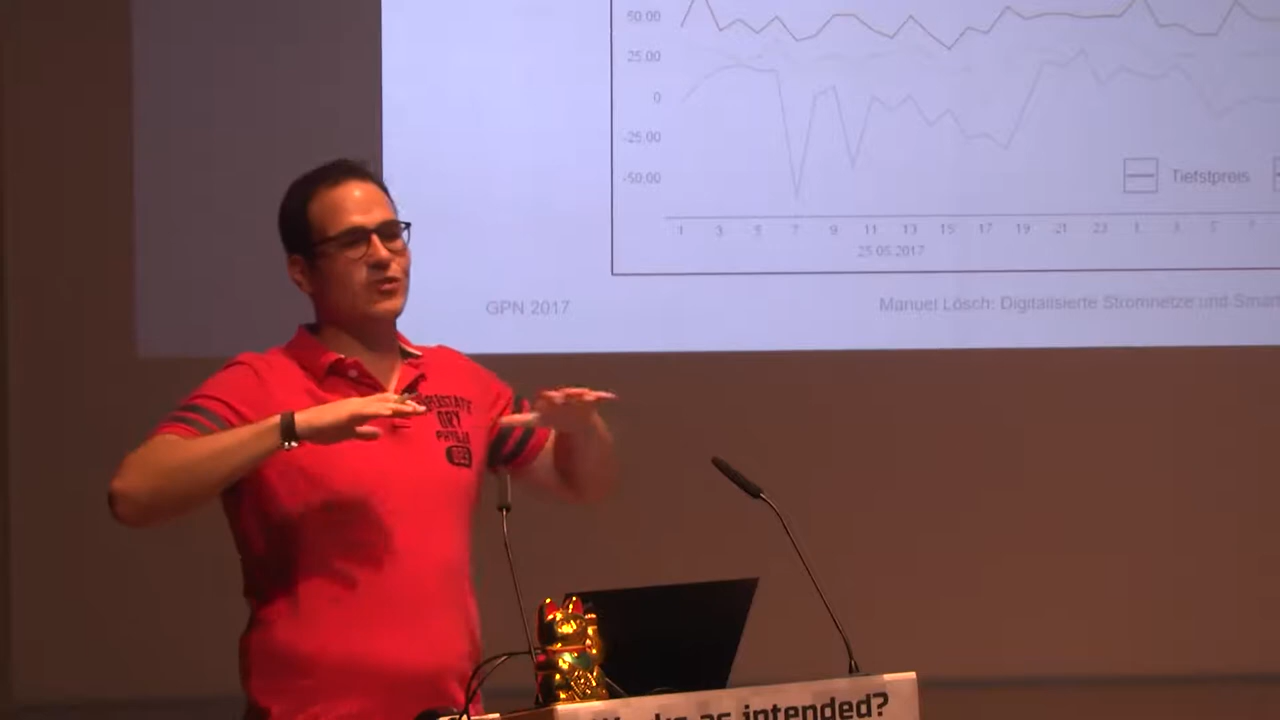 50,00
25,00
0
-25,00
-50,00
Tiefstpreis
1 3 5 7 9 11 13 15 17 19 21 23 1 3 5 7
25.05.2017
GPN 2017
Manuel Lösch: Digitalisierte Stromnetze und Smar
DRY
as intended?